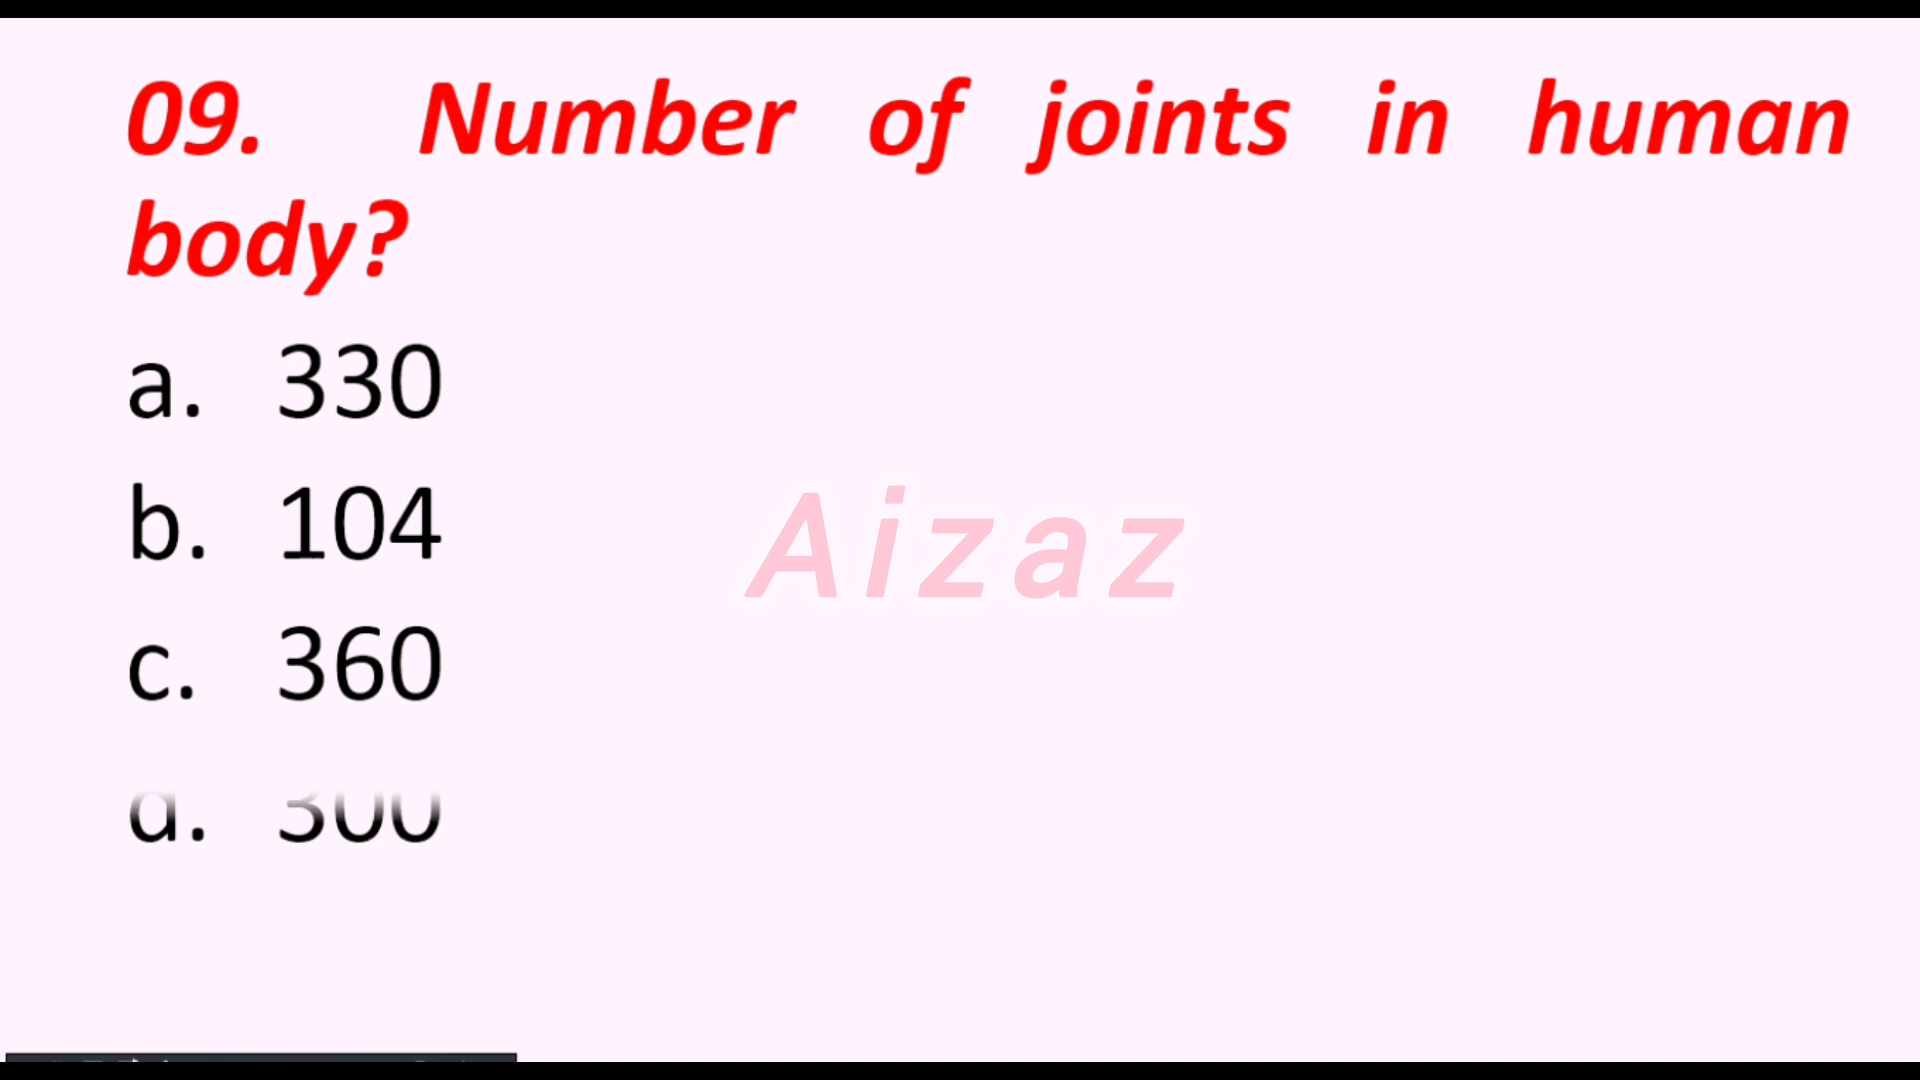 09. Number of joints in human
body?
a. 330
b. 104
Aizaz
c. 360
d. 300